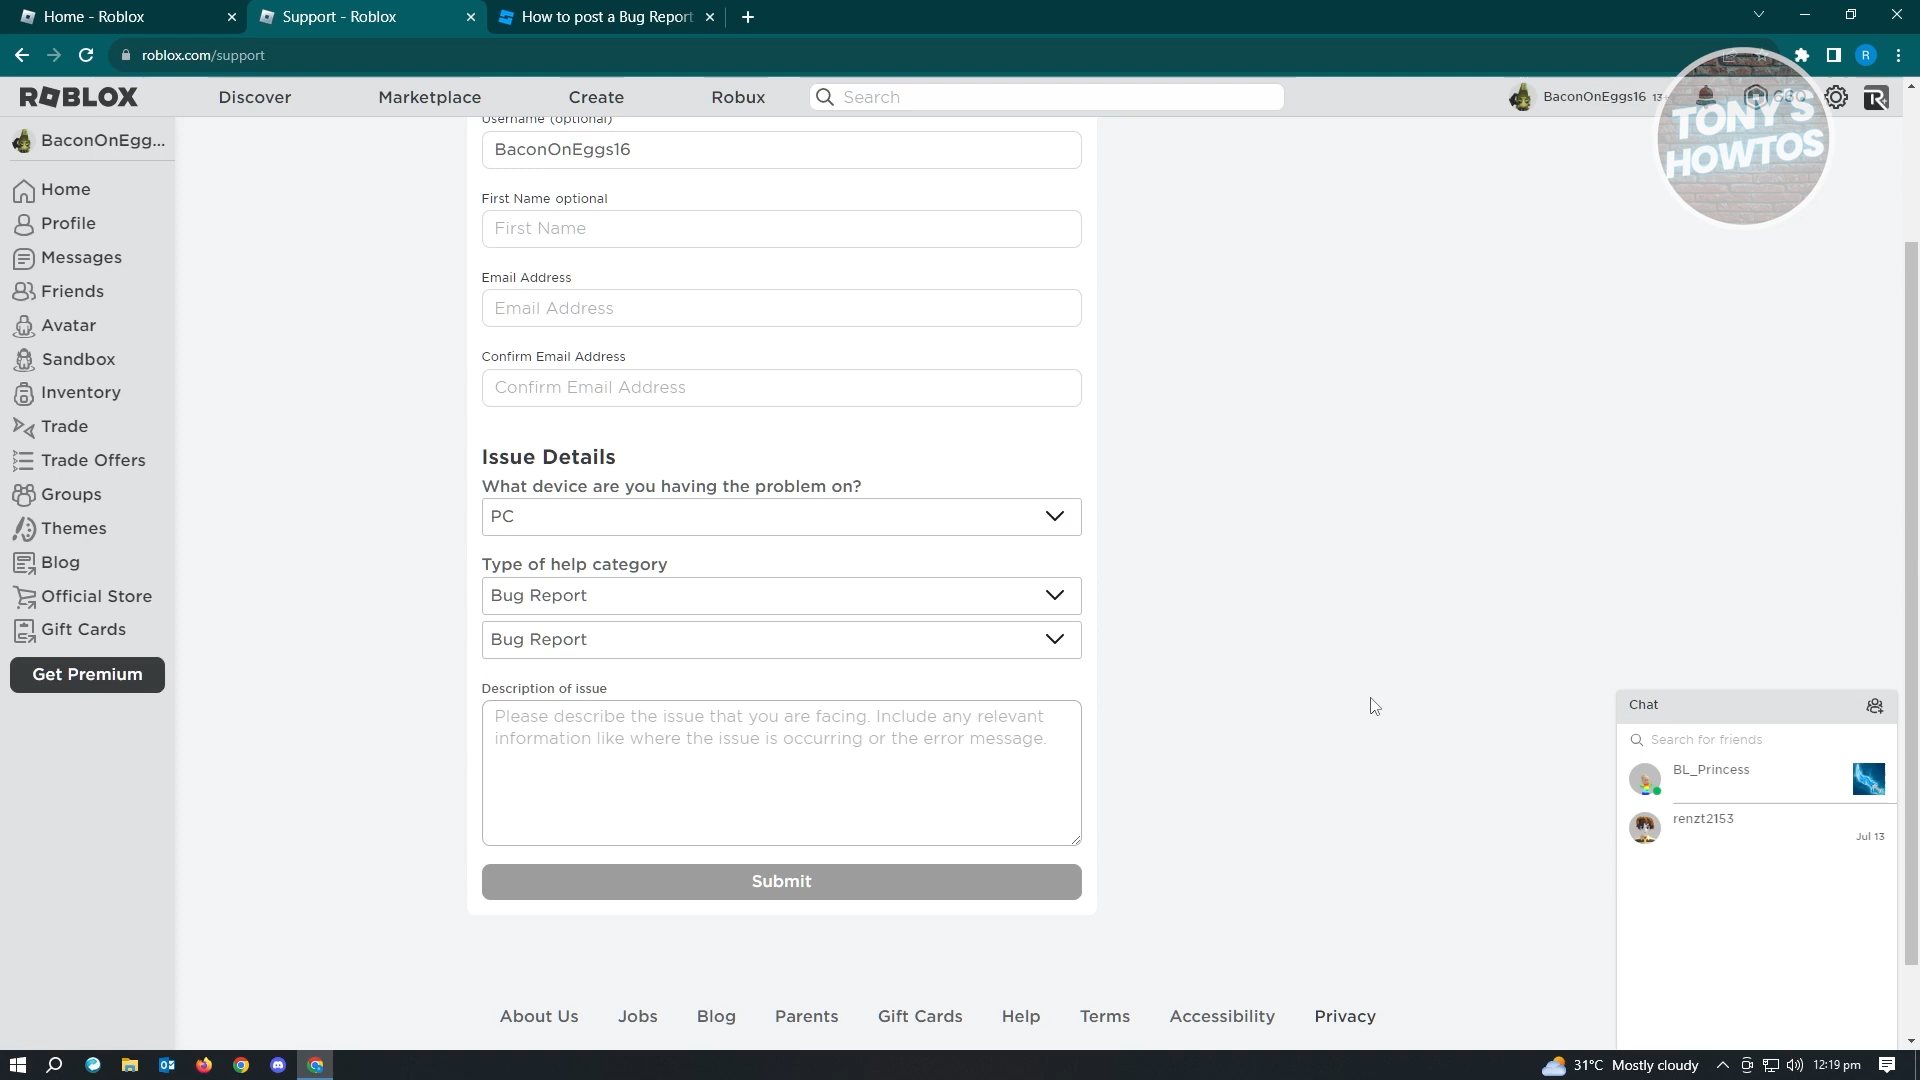 Home - Roblox
Support - Roblox
How to post a Bug Report
roblox.com/support
R
ROBLOX
Discover
Marketplace
Create
Robux
Search
BaconOnEggs16 13+
TONY'S
HOWTOS
BaconOnEgg...
Home
Profile
Messages
Friends
Avatar
Sandbox
Inventory
Trade
Trade Offers
Groups
Themes
Blog
Official Store
Gift Cards
Get Premium
Username (optional)
BaconOnEggs16
First Name optional
First Name
Email Address
Email Address
Confirm Email Address
Confirm Email Address
Issue Details
What device are you having the problem on?
PC
Type of help category
Bug Report
Bug Report
Description of issue
Please describe the issue that you are facing. Include any relevant
information like where the issue is occurring or the error message.
Submit
Chat
Search for friends
BL_Princess
renzt2153
Jul 13
About Us
Jobs
Blog
Parents
Gift Cards
Help
Terms
Accessibility
Privacy
31°C Mostly cloudy
12:19 pm